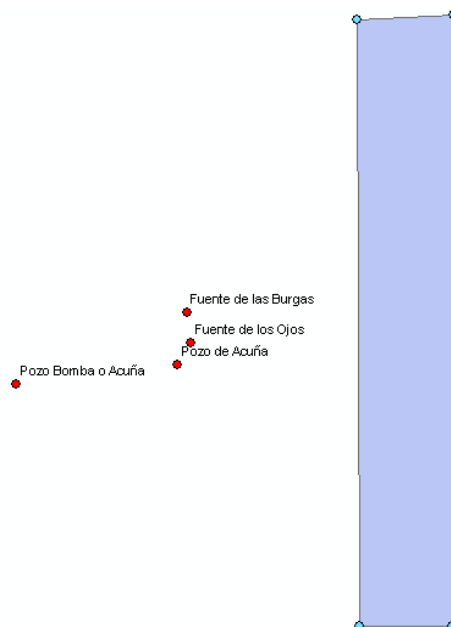 Fuente de las Burgas
Fuente de los Ojos
Pozo de Acuña
Pozo Bomba o Acuña